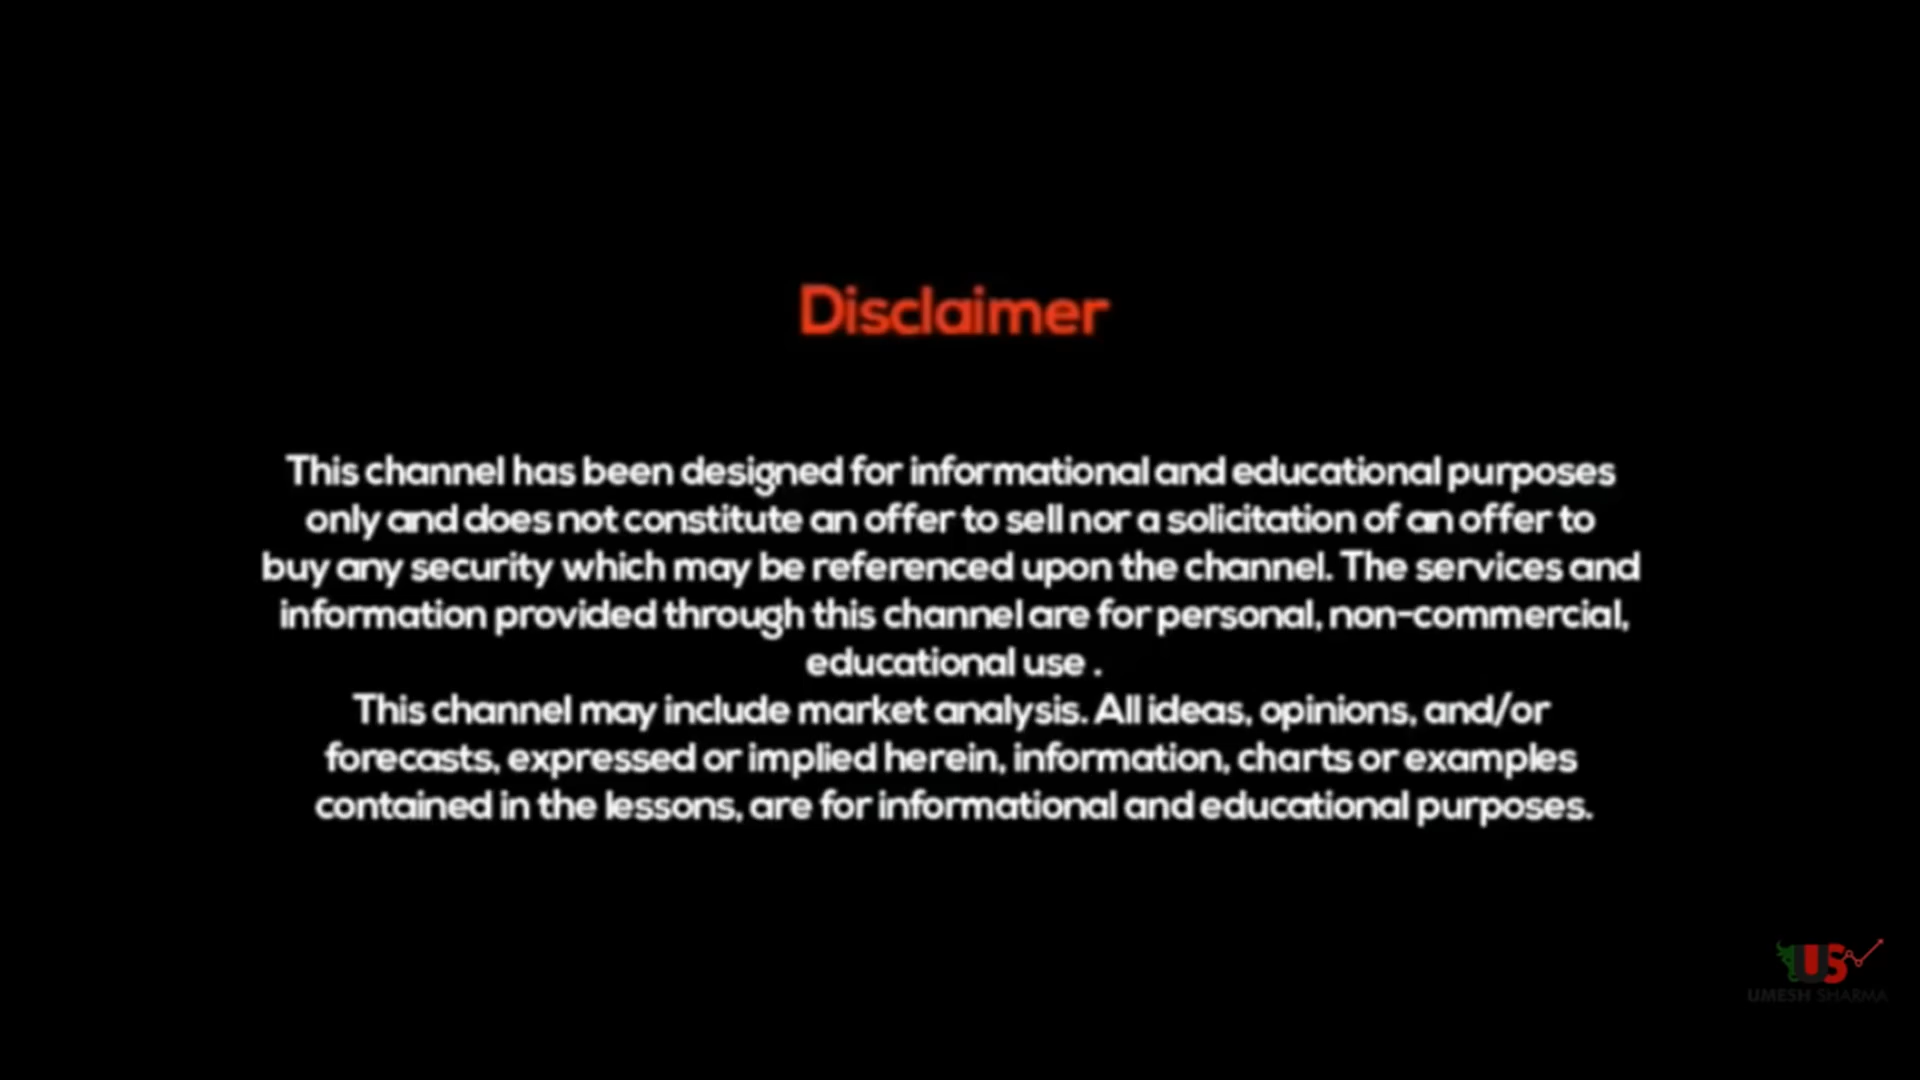 Disclaimer
This channel has been designed for informational and educational purposes
only and does not constitute an offer to sell nor a solicitation of an offer to
buy any security which may be referenced upon the channel. The services and
information provided through this channel are for personal, non-commercial,
educational use .
This channel may include market analysis. All ideas, opinions, and/or
forecasts, expressed or implied herein, information, charts or examples
contained in the lessons, are for informational and educational purposes.
US
UMESH SHARMA